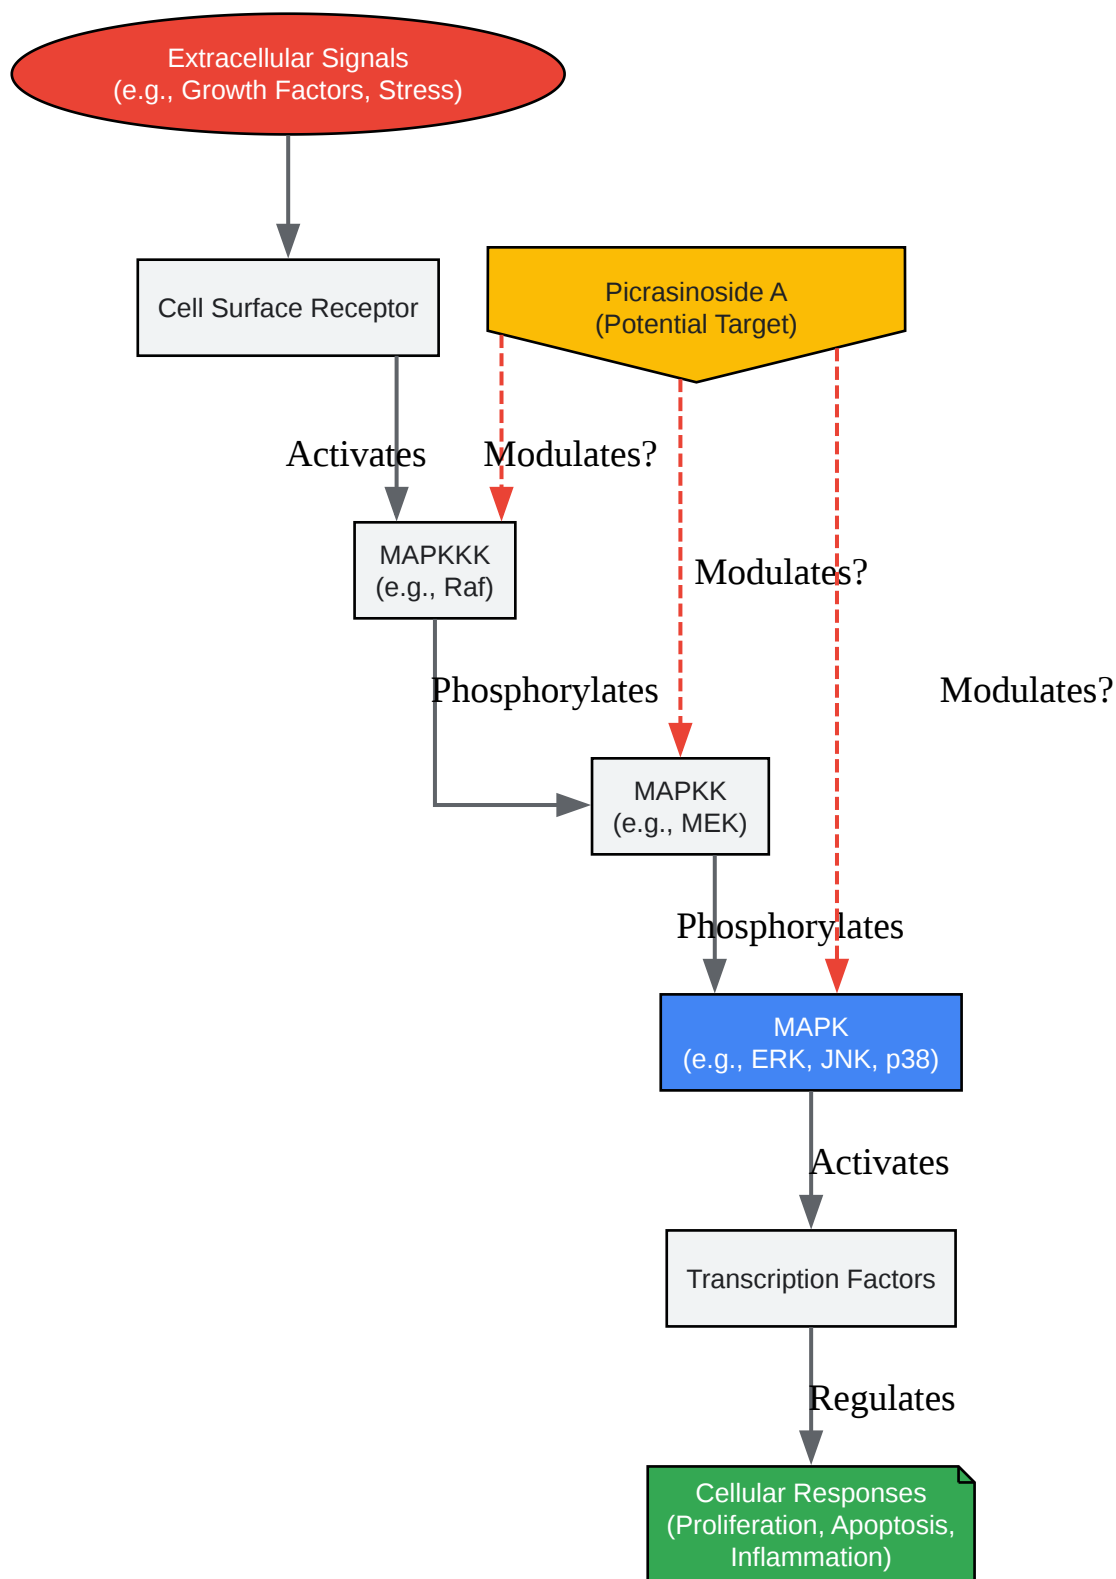 Extracellular Signals
(e.g., Growth Factors, Stress)
Cell Surface Receptor
Picrasinoside A
(Potential Target)
Activates
Modulates?
MAPKKK
(e.g., Raf)
Modulates?
Phosphorylates
Modulates?
MAPKK
(e.g., MEK)
Phosphorylates
MAPK
(e.g., ERK, JNK, p38)
Activates
Transcription Factors
Regulates
Cellular Responses
(Proliferation, Apoptosis,
Inflammation)